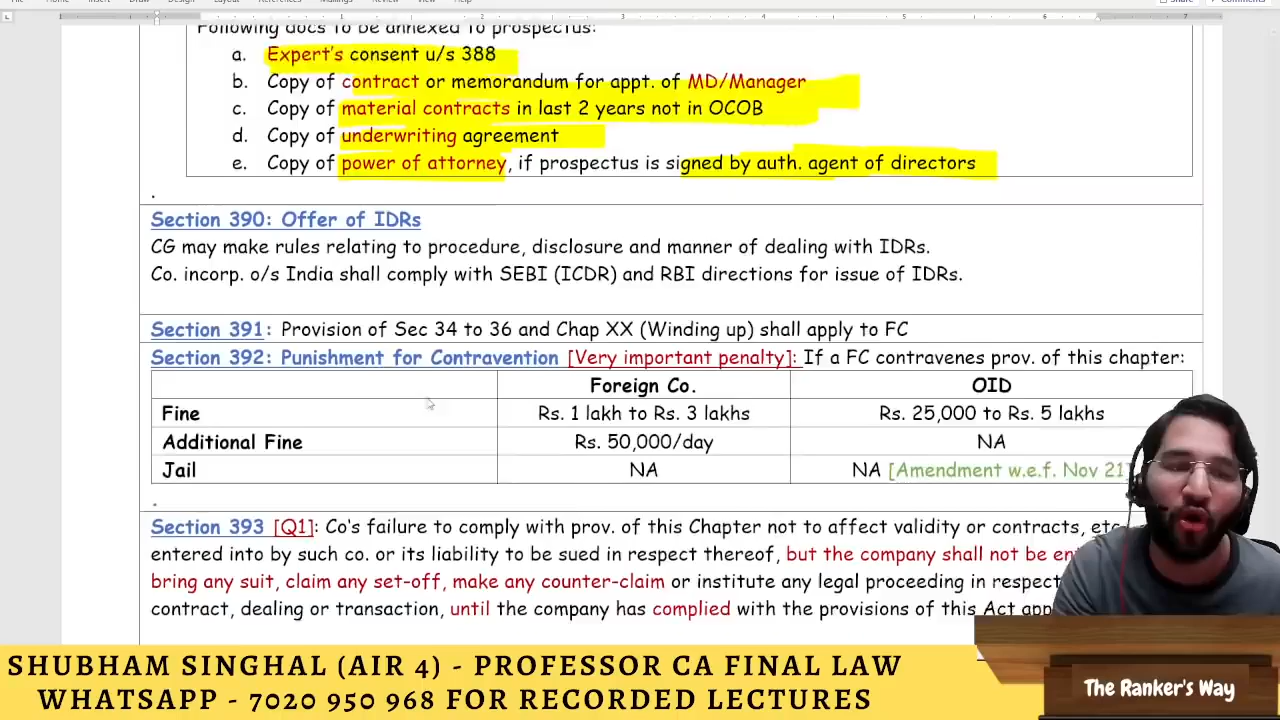 Following docs to be annexed to prospectus:
a. Expert's consent u/s 388
b. Copy of contract or memorandum for appt. of MD/Manager
c. Copy of material contracts in last 2 years not in OCOB
d. Copy of underwriting agreement
e. Copy of power of attorney, if prospectus is signed by auth. agent of directors
.
Section 390: Offer of IDRs
CG may make rules relating to procedure, disclosure and manner of dealing with IDRs.
Co. incorp. o/s India shall comply with SEBI (ICDR) and RBI directions for issue of IDRs.
Section 391: Provision of Sec 34 to 36 and Chap XX (Winding up) shall apply to FC
Section 392: Punishment for Contravention [Very important penalty]: If a FC contravenes prov. of this chapter:
Foreign Co. OID
Fine Rs. 1 lakh to Rs. 3 lakhs Rs. 25,000 to Rs. 5 lakhs
Additional Fine Rs. 50,000/day NA
Jail NA NA [Amendment w.e.f. Nov 21]
.
Section 393 [Q1]: Co's failure to comply with prov. of this Chapter not to affect validity or contracts, etc
entered into by such co. or its liability to be sued in respect thereof, but the company shall not be
bring any suit, claim any set-off, make any counter-claim or institute any legal proceeding in respect
contract, dealing or transaction, until the company has complied with the provisions of this Act
SHUBHAM SINGHAL (AIR 4) - PROFESSOR CA FINAL LAW
WHATSAPP - 7020 950 968 FOR RECORDED LECTURES
The Ranker's Way